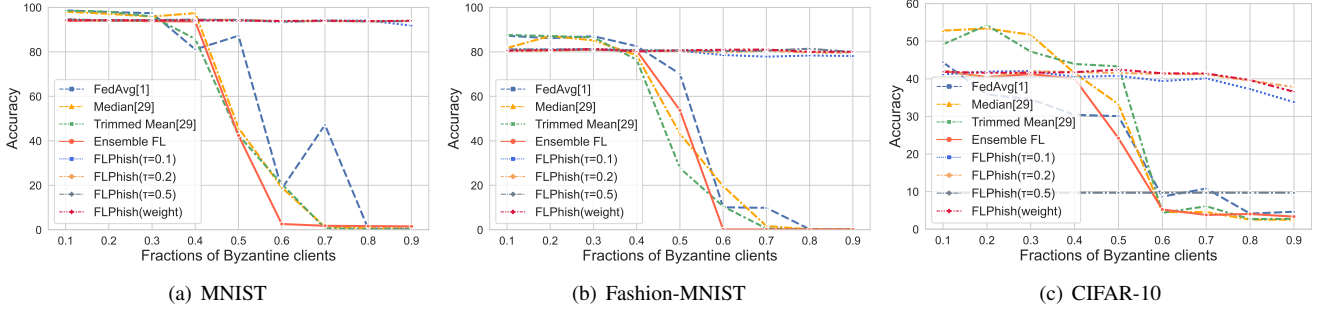 100
80
60
40
20
0
Accuracy
FedAvg[1]
Median[29]
Trimmed Mean[29]
Ensemble FL
FLPhish(τ=0.1)
FLPhish(τ=0.2)
FLPhish(τ=0.5)
FLPhish(weight)
0.1 0.2 0.3 0.4 0.5 0.6 0.7 0.8 0.9
Fractions of Byzantine clients
(a) MNIST
100
80
60
40
20
0
Accuracy
FedAvg[1]
Median[29]
Trimmed Mean[29]
Ensemble FL
FLPhish(τ=0.1)
FLPhish(τ=0.2)
FLPhish(τ=0.5)
FLPhish(weight)
0.1 0.2 0.3 0.4 0.5 0.6 0.7 0.8 0.9
Fractions of Byzantine clients
(b) Fashion-MNIST
60
50
40
30
20
10
0
Accuracy
FedAvg[1]
Median[29]
Trimmed Mean[29]
Ensemble FL
FLPhish(τ=0.1)
FLPhish(τ=0.2)
FLPhish(τ=0.5)
FLPhish(weight)
0.1 0.2 0.3 0.4 0.5 0.6 0.7 0.8 0.9
Fractions of Byzantine clients
(c) CIFAR-10